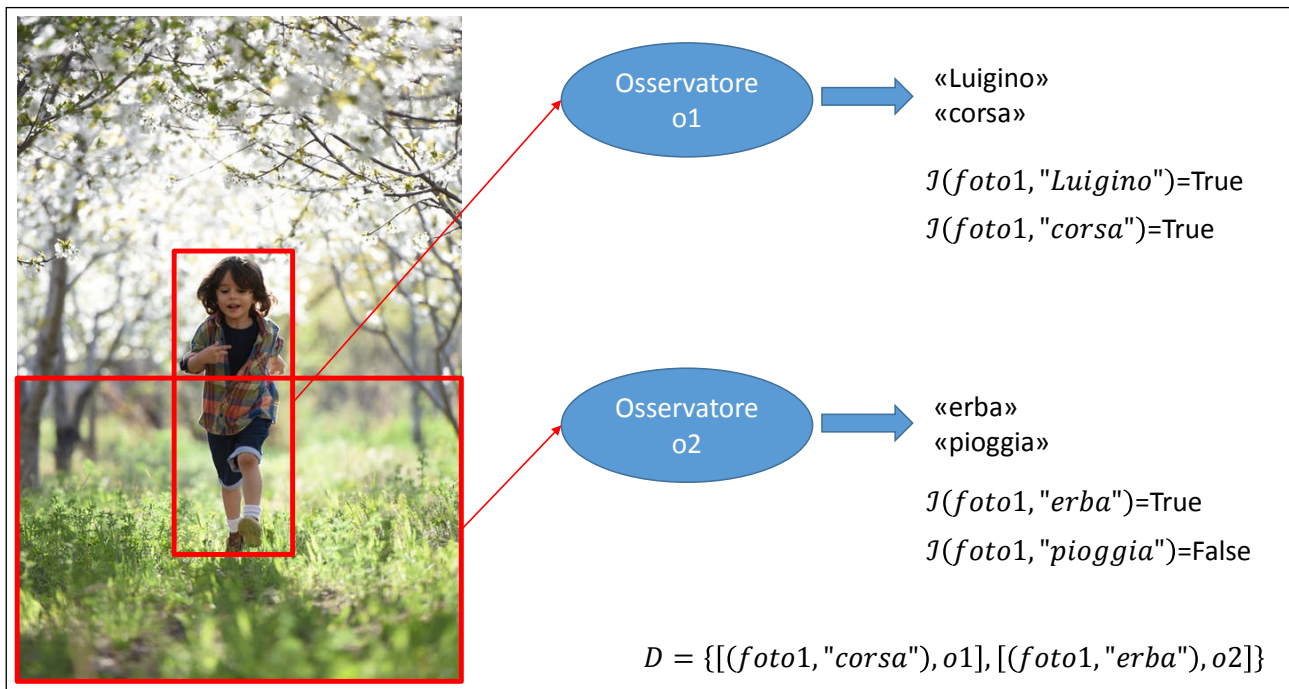 Osservatore
o1
«Luigino»
«corsa»
ℐ(foto1, "Luigino")=True
ℐ(foto1, "corsa")=True
Osservatore
o2
«erba»
«pioggia»
ℐ(foto1, "erba")=True
ℐ(foto1, "pioggia")=False
D = {[(foto1, "corsa"), o1], [(foto1, "erba"), o2]}